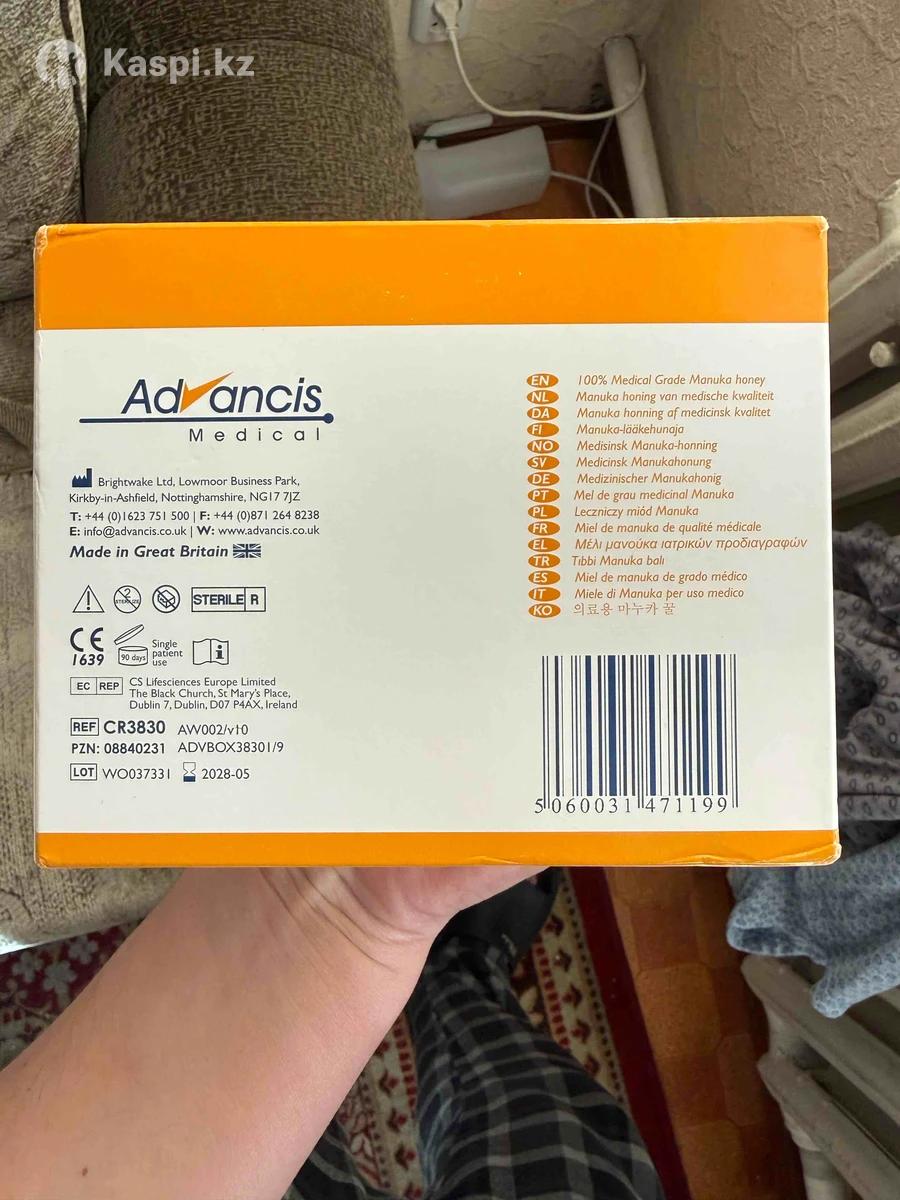 Kaspi.kz
Advancis
Medical
Brightwake Ltd, Lowmoor Business Park,
Kirkby-in-Ashfield, Nottinghamshire, NG17 7JZ
T: +44 (0)1623 751 500 | F: +44 (0)871 264 8238
E: info@advancis.co.uk | W: www.advancis.co.uk
Made in Great Britain
2
STERILIZE
STERILE R
CE
1639
90 days
Single
patient
use
EC REP
CS Lifesciences Europe Limited
The Black Church, St Mary's Place,
Dublin 7, Dublin, D07 P4AX, Ireland
REF CR3830 AW002/v10
PZN: 08840231 ADVBOX38301/9
LOT WO037331 2028-05
EN 100% Medical Grade Manuka honey
NL Manuka honing van medische kwaliteit
DA Manuka honning af medicinsk kvalitet
FI Manuka-lääkehunaja
NO Medisinsk Manuka-honning
SV Medicinsk Manukahonung
DE Medizinischer Manukahonig
PT Mel de grau medicinal Manuka
PL Leczniczy miód Manuka
FR Miel de manuka de qualité médicale
EL Μέλι μανούκα ιατρικών προδιαγραφών
TR Tıbbi Manuka balı
ES Miel de manuka de grado médico
IT Miele di Manuka per uso medico
KO 의료용 마누카 꿀
5 060031 471199